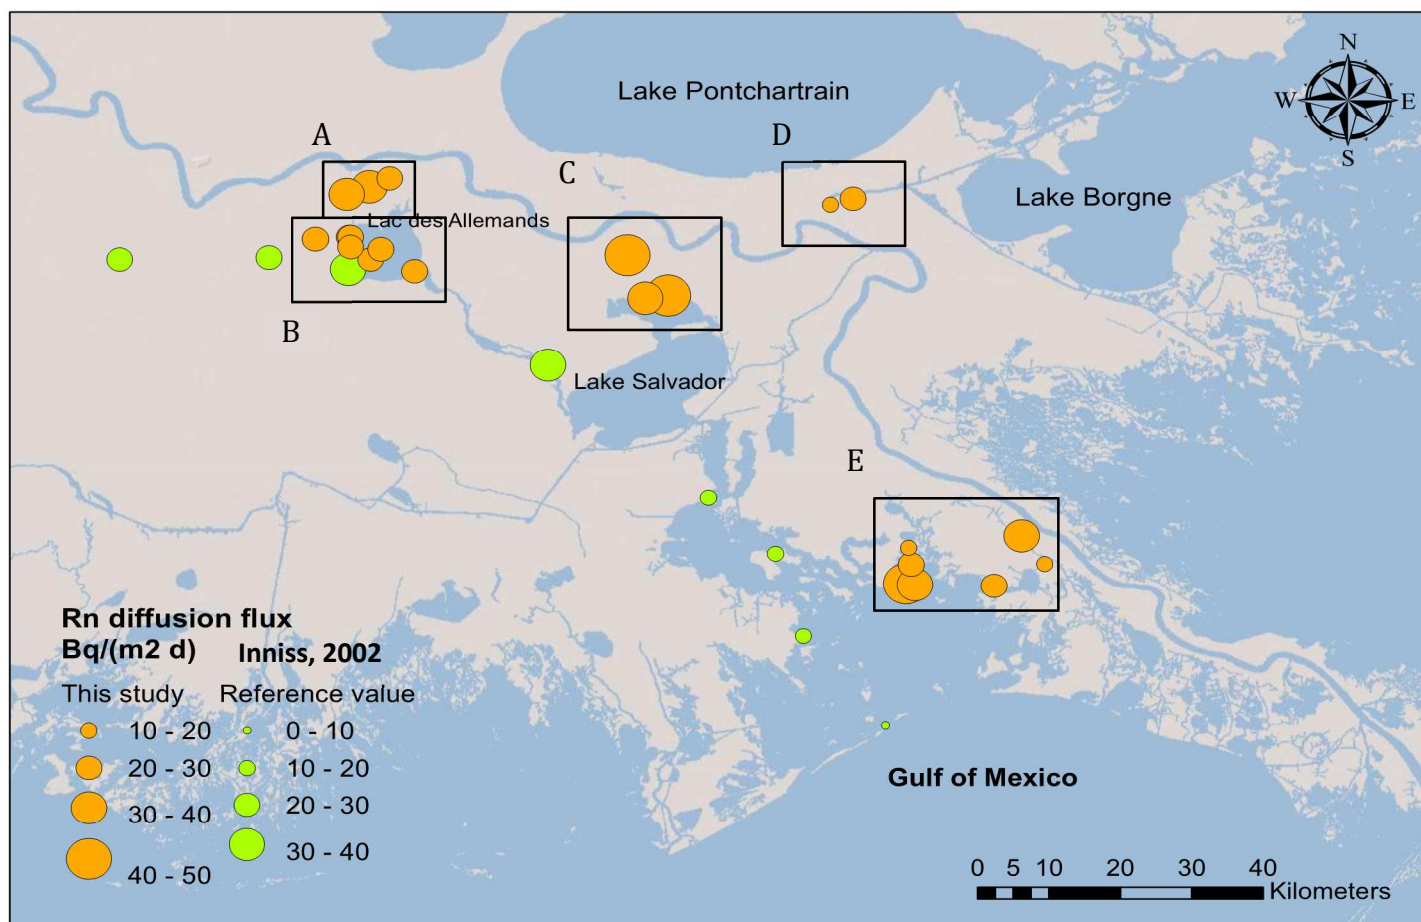 N
W E
S
Lake Pontchartrain
A
D
C
Lake Borgne
Lac des Allemands
B
Lake Salvador
E
Rn diffusion flux
Bq/(m2 d) Inniss, 2002
This study Reference value
10 - 20 0 - 10
20 - 30 10 - 20
30 - 40 20 - 30
40 - 50 30 - 40
Gulf of Mexico
0 5 10 20 30 40
Kilometers